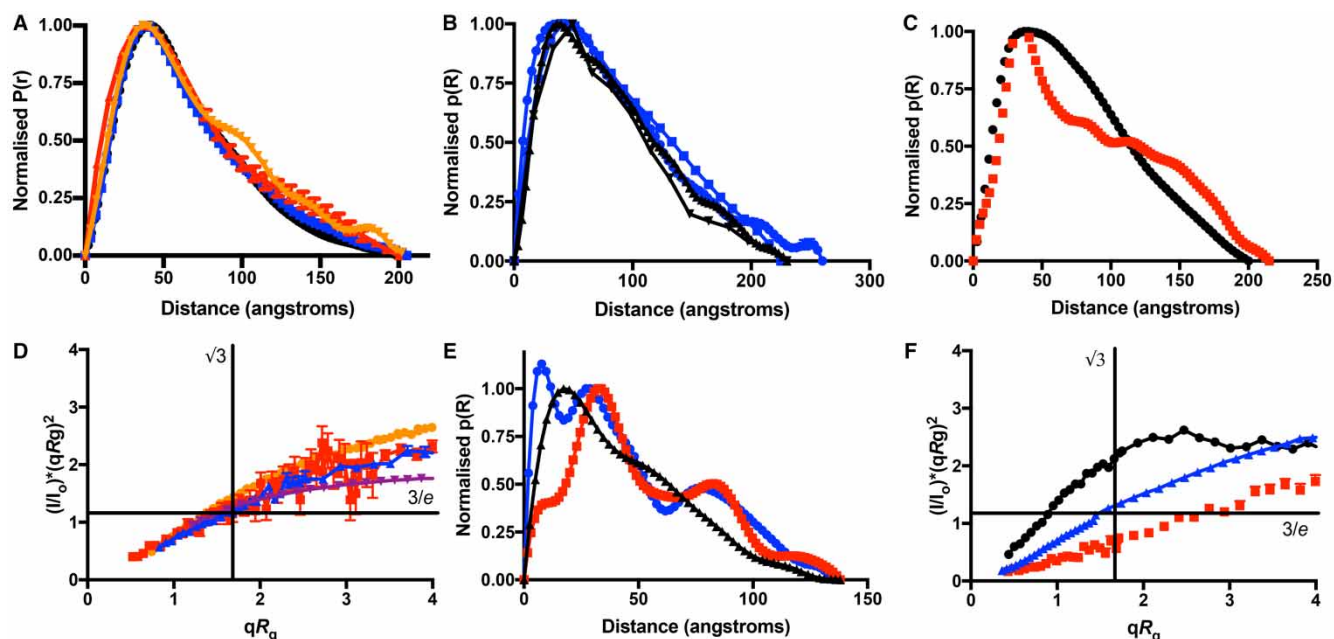 A
Normalised P(r)
1.00
0.75
0.50
0.25
0.00
0 50 100 150 200
Distance (angstroms)
B
Normalised p(R)
1.00
0.75
0.50
0.25
0.00
0 100 200 300
Distance (angstroms)
C
Normalised p(R)
1.00
0.75
0.50
0.25
0.00
0 50 100 150 200 250
Distance (angstroms)
D
(I/Io)*(qRg)2
4
3
2
1
0
√3
3/e
0 1 2 3 4
qRg
E
Normalised p(R)
1.00
0.75
0.50
0.25
0.00
0 50 100 150
Distance (angstroms)
F
(I/Io)*(qRg)2
4
3
2
1
0
√3
3/e
0 1 2 3 4
qRg